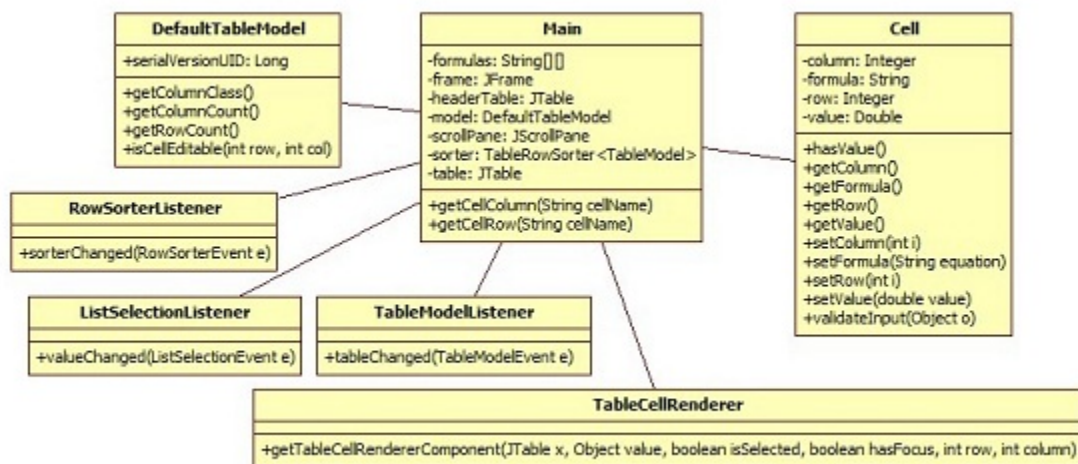 DefaultTableModel
+serialVersionUID: Long
+getColumnClass()
+getColumnCount()
+getRowCount()
+isCellEditable(int row, int col)
Main
-formulas: String[][]
-frame: JFrame
-headerTable: JTable
-model: DefaultTableModel
-scrollPane: JScrollPane
-sorter: TableRowSorter<TableModel>
-table: JTable
+getCellColumn(String cellName)
+getCellRow(String cellName)
Cell
-column: Integer
-formula: String
-row: Integer
-value: Double
+hasValue()
+getColumn()
+getFormula()
+getRow()
+getValue()
+setColumn(int i)
+setFormula(String equation)
+setRow(int i)
+setValue(double value)
+validateInput(Object o)
RowSorterListener
+sorterChanged(RowSorterEvent e)
ListSelectionListener
+valueChanged(ListSelectionEvent e)
TableModelListener
+tableChanged(TableModelEvent e)
TableCellRenderer
+getTableCellRendererComponent(JTable x, Object value, boolean isSelected, boolean hasFocus, int row, int column)